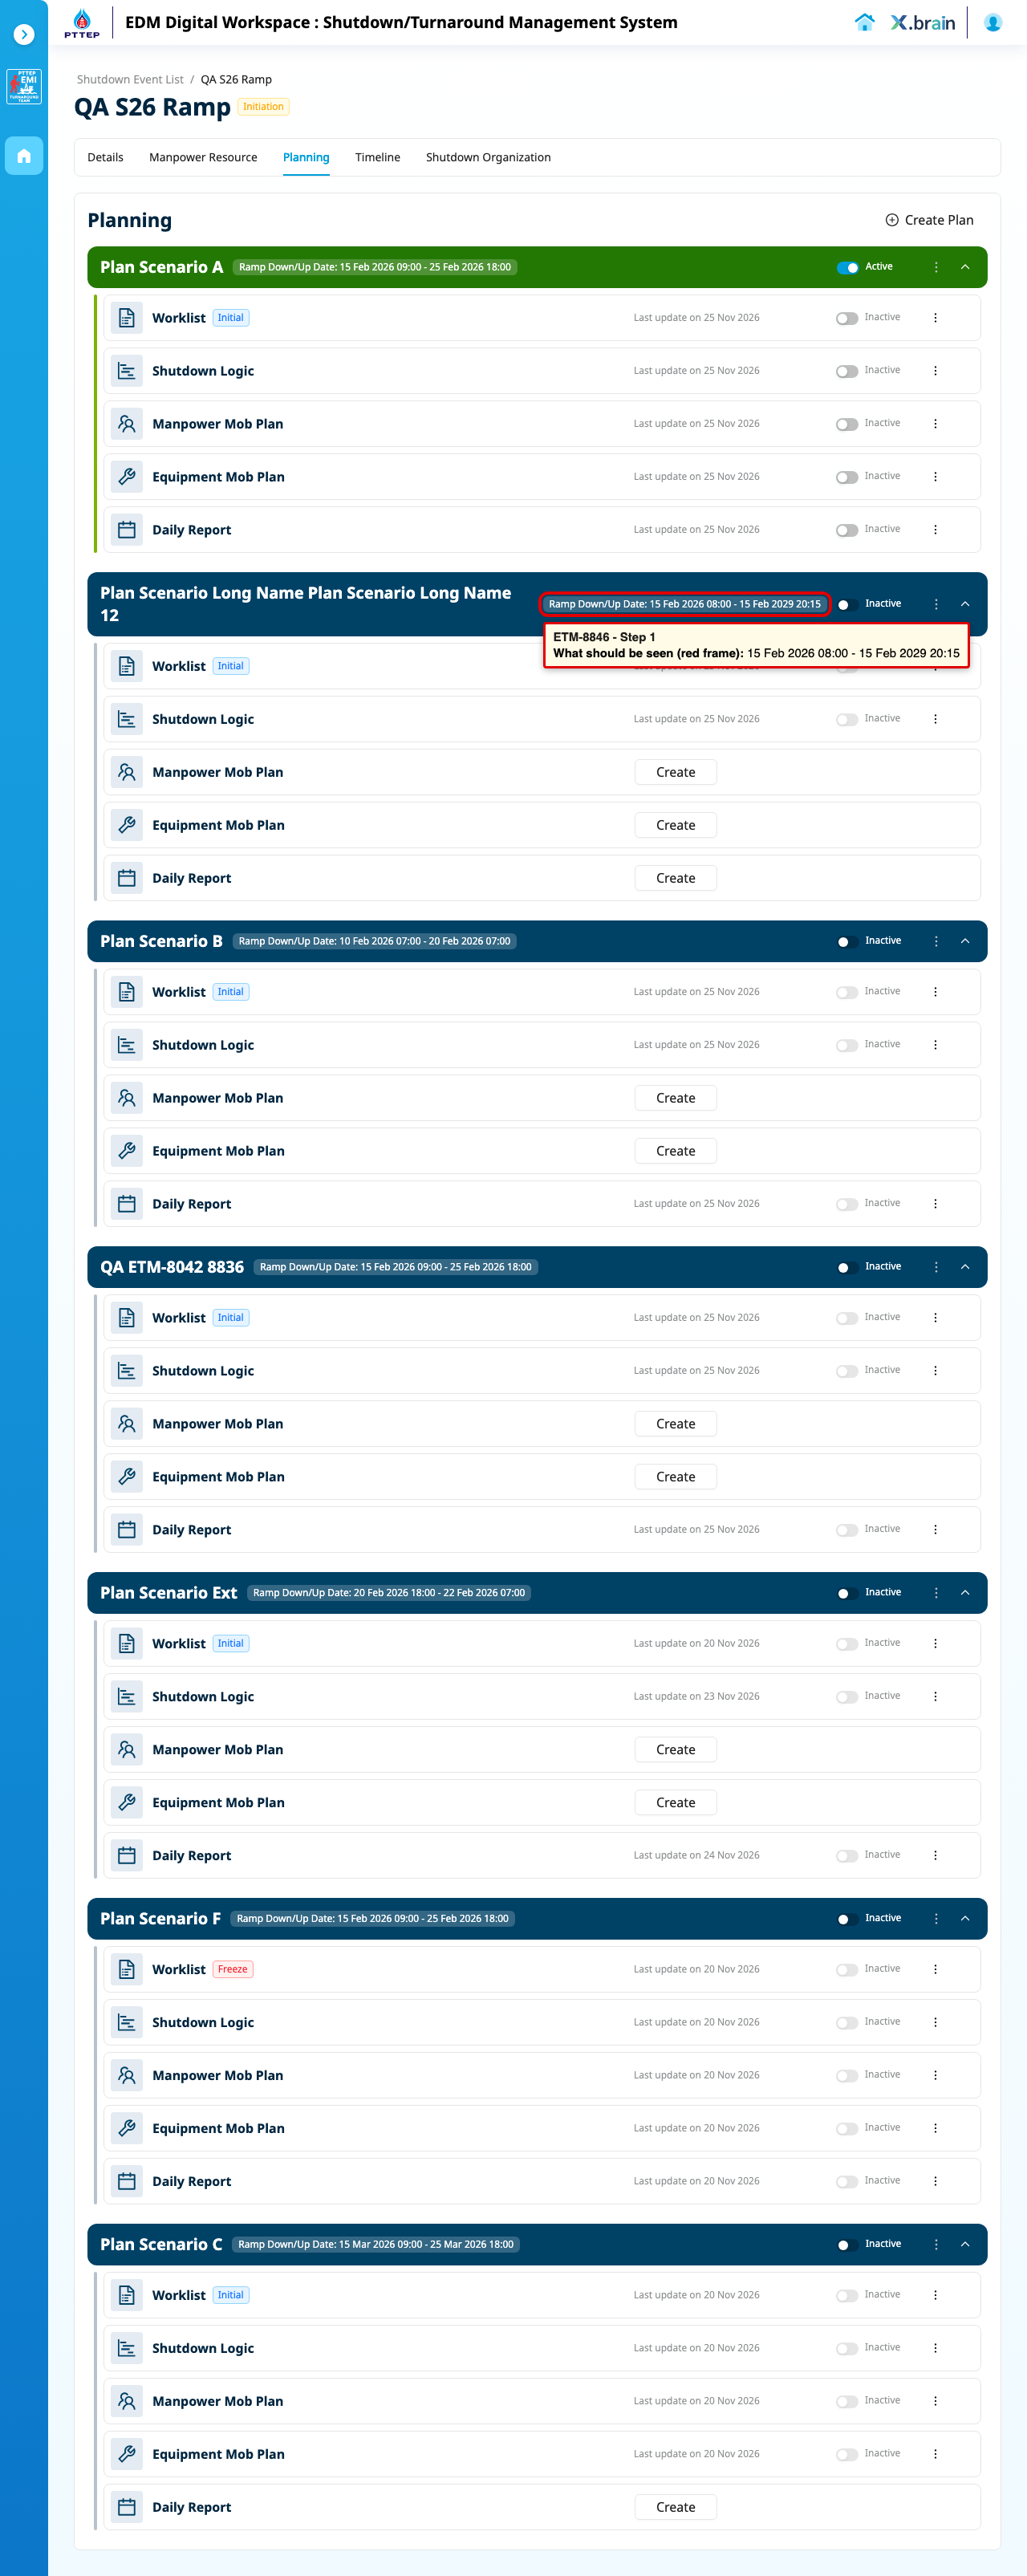 PTTEP
EDM Digital Workspace : Shutdown/Turnaround Management System
X.brain
PTTEP
EMI
TURNAROUND
TEAM
Shutdown Event List / QA S26 Ramp
QA S26 Ramp Initiation
Details Manpower Resource Planning Timeline Shutdown Organization
Planning Create Plan
Plan Scenario A Ramp Down/Up Date: 15 Feb 2026 09:00 - 25 Feb 2026 18:00 Active
Worklist Initial Last update on 25 Nov 2026 Inactive
Shutdown Logic Last update on 25 Nov 2026 Inactive
Manpower Mob Plan Last update on 25 Nov 2026 Inactive
Equipment Mob Plan Last update on 25 Nov 2026 Inactive
Daily Report Last update on 25 Nov 2026 Inactive
Plan Scenario Long Name Plan Scenario Long Name
12
Ramp Down/Up Date: 15 Feb 2026 08:00 - 15 Feb 2029 20:15 Inactive
ETM-8846 - Step 1
What should be seen (red frame): 15 Feb 2026 08:00 - 15 Feb 2029 20:15
Worklist Initial
Shutdown Logic Last update on 25 Nov 2026 Inactive
Manpower Mob Plan Create
Equipment Mob Plan Create
Daily Report Create
Plan Scenario B Ramp Down/Up Date: 10 Feb 2026 07:00 - 20 Feb 2026 07:00 Inactive
Worklist Initial Last update on 25 Nov 2026 Inactive
Shutdown Logic Last update on 25 Nov 2026 Inactive
Manpower Mob Plan Create
Equipment Mob Plan Create
Daily Report Last update on 25 Nov 2026 Inactive
QA ETM-8042 8836 Ramp Down/Up Date: 15 Feb 2026 09:00 - 25 Feb 2026 18:00 Inactive
Worklist Initial Last update on 25 Nov 2026 Inactive
Shutdown Logic Last update on 25 Nov 2026 Inactive
Manpower Mob Plan Create
Equipment Mob Plan Create
Daily Report Last update on 25 Nov 2026 Inactive
Plan Scenario Ext Ramp Down/Up Date: 20 Feb 2026 18:00 - 22 Feb 2026 07:00 Inactive
Worklist Initial Last update on 20 Nov 2026 Inactive
Shutdown Logic Last update on 23 Nov 2026 Inactive
Manpower Mob Plan Create
Equipment Mob Plan Create
Daily Report Last update on 24 Nov 2026 Inactive
Plan Scenario F Ramp Down/Up Date: 15 Feb 2026 09:00 - 25 Feb 2026 18:00 Inactive
Worklist Freeze Last update on 20 Nov 2026 Inactive
Shutdown Logic Last update on 20 Nov 2026 Inactive
Manpower Mob Plan Last update on 20 Nov 2026 Inactive
Equipment Mob Plan Last update on 20 Nov 2026 Inactive
Daily Report Last update on 20 Nov 2026 Inactive
Plan Scenario C Ramp Down/Up Date: 15 Mar 2026 09:00 - 25 Mar 2026 18:00 Inactive
Worklist Initial Last update on 20 Nov 2026 Inactive
Shutdown Logic Last update on 20 Nov 2026 Inactive
Manpower Mob Plan Last update on 20 Nov 2026 Inactive
Equipment Mob Plan Last update on 20 Nov 2026 Inactive
Daily Report Create